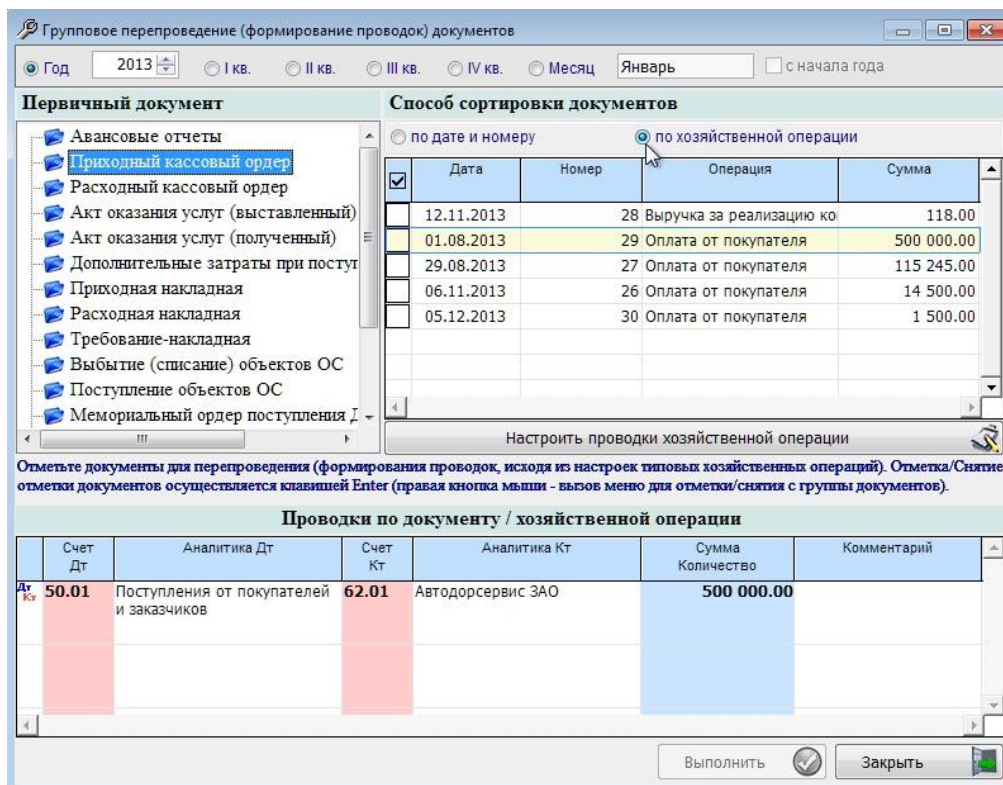 Групповое перепроведение (формирование проводок) документов
Год 2013 I кв. II кв. III кв. IV кв. Месяц Январь с начала года
Первичный документ
Авансовые отчеты
Приходный кассовый ордер
Расходный кассовый ордер
Акт оказания услуг (выставленный)
Акт оказания услуг (полученный)
Дополнительные затраты при посту
Приходная накладная
Расходная накладная
Требование-накладная
Выбытие (списание) объектов ОС
Поступление объектов ОС
Мемориальный ордер поступления
Способ сортировки документов
по дате и номеру по хозяйственной операции
Дата Номер Операция Сумма
12.11.2013 28 Выручка за реализацию ко 118.00
01.08.2013 29 Оплата от покупателя 500 000.00
29.08.2013 27 Оплата от покупателя 115 245.00
06.11.2013 26 Оплата от покупателя 14 500.00
05.12.2013 30 Оплата от покупателя 1 500.00
Настроить проводки хозяйственной операции
Отметьте документы для перепроведения (формирования проводок, исходя из настроек типовых хозяйственных операций). Отметка/Снятие
отметки документов осуществляется клавишей Enter (правая кнопка мыши - вызов меню для отметки/снятия с группы документов).
Проводки по документу / хозяйственной операции
Счет Аналитика Дт Счет Аналитика Кт Сумма Комментарий
Дт Кт Количество
Дт 50.01 Поступления от покупателей 62.01 Автодорсервис ЗАО 500 000.00
Кт и заказчиков
Выполнить Закрыть